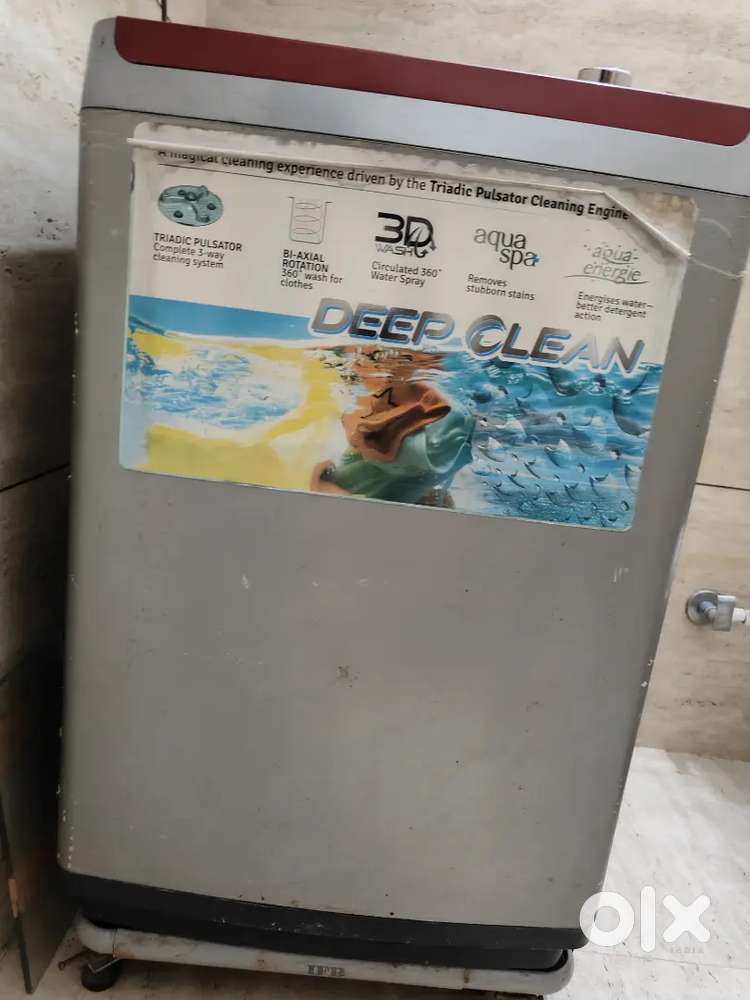 A magical cleaning experience driven by the Triadic Pulsator Cleaning Engine
TRIADIC PULSATOR
Complete 3-way
cleaning system
BI-AXIAL
ROTATION
360° wash for
clothes
3D
WASH
Circulated 360°
Water Spray
aqua
spa
Removes
stubborn stains
aqua-
energie
Energises water–
better detergent
action
DEEP CLEAN
IFB
olx